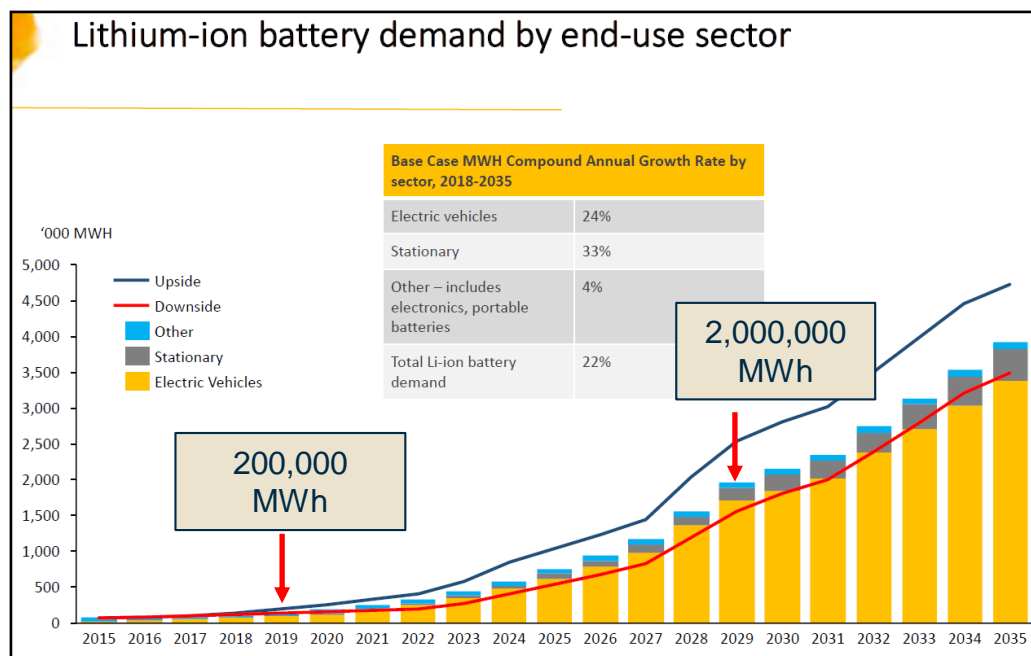 Lithium-ion battery demand by end-use sector
Base Case MWH Compound Annual Growth Rate by
sector, 2018-2035
Electric vehicles 24%
Stationary 33%
Other – includes 4%
electronics, portable
batteries
Total Li-ion battery 22%
demand
‘000 MWH
5,000
4,500
4,000
3,500
3,000
2,500
2,000
1,500
1,000
500
0
Upside
Downside
Other
Stationary
Electric Vehicles
200,000
MWh
2,000,000
MWh
2015 2016 2017 2018 2019 2020 2021 2022 2023 2024 2025 2026 2027 2028 2029 2030 2031 2032 2033 2034 2035